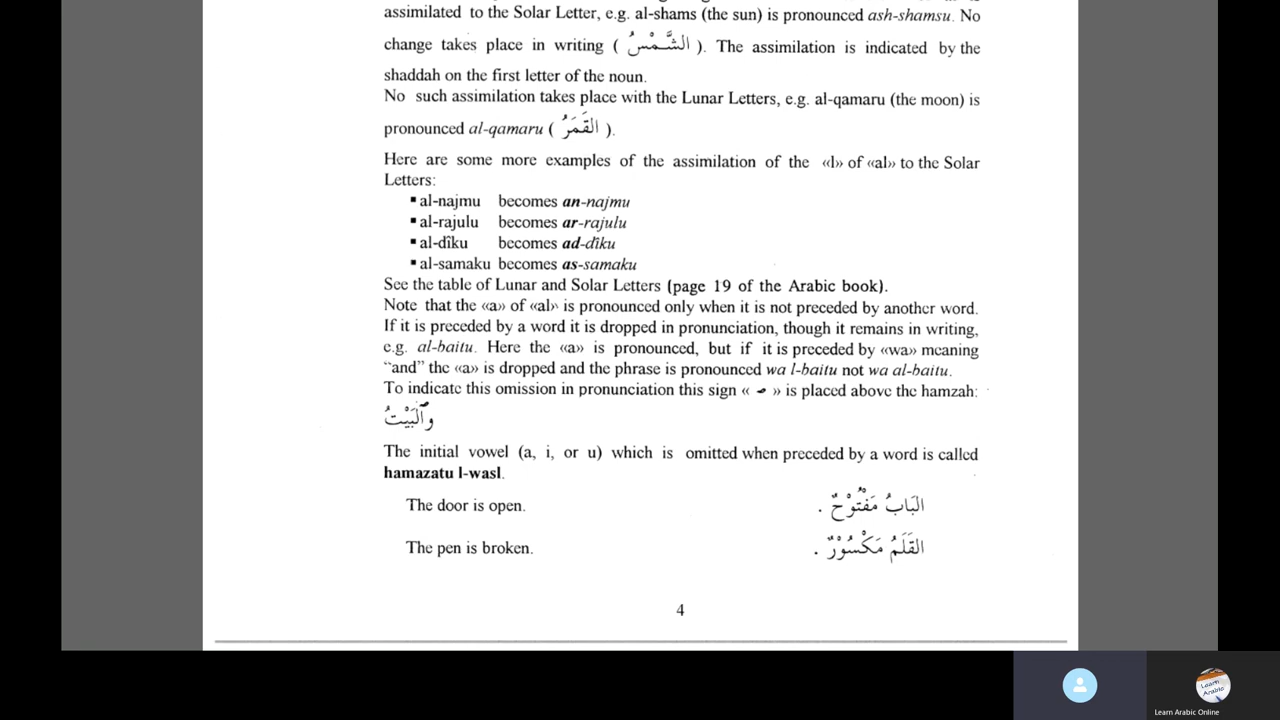 assimilated to the Solar Letter, e.g. al-shams (the sun) is pronounced ash-shamsu. No
change takes place in writing ( الشَّمْسُ ). The assimilation is indicated by the
shaddah on the first letter of the noun.
No such assimilation takes place with the Lunar Letters, e.g. al-qamaru (the moon) is
pronounced al-qamaru ( القَمَرُ ).
Here are some more examples of the assimilation of the «l» of «al» to the Solar
Letters:
▪ al-najmu becomes an-najmu
▪ al-rajulu becomes ar-rajulu
▪ al-dîku becomes ad-dîku
▪ al-samaku becomes as-samaku
See the table of Lunar and Solar Letters (page 19 of the Arabic book).
Note that the «a» of «al» is pronounced only when it is not preceded by another word.
If it is preceded by a word it is dropped in pronunciation, though it remains in writing,
e.g. al-baitu. Here the «a» is pronounced, but if it is preceded by «wa» meaning
"and" the «a» is dropped and the phrase is pronounced wa l-baitu not wa al-baitu.
To indicate this omission in pronunciation this sign « ص » is placed above the hamzah:
وٱلْبَيْتُ
The initial vowel (a, i, or u) which is omitted when preceded by a word is called
hamazatu l-wasl.
The door is open. البَابُ مَفْتُوْحٌ .
The pen is broken. القَلَمُ مَكْسُوْرٌ .
4
Learn Arabic
Learn Arabic Online